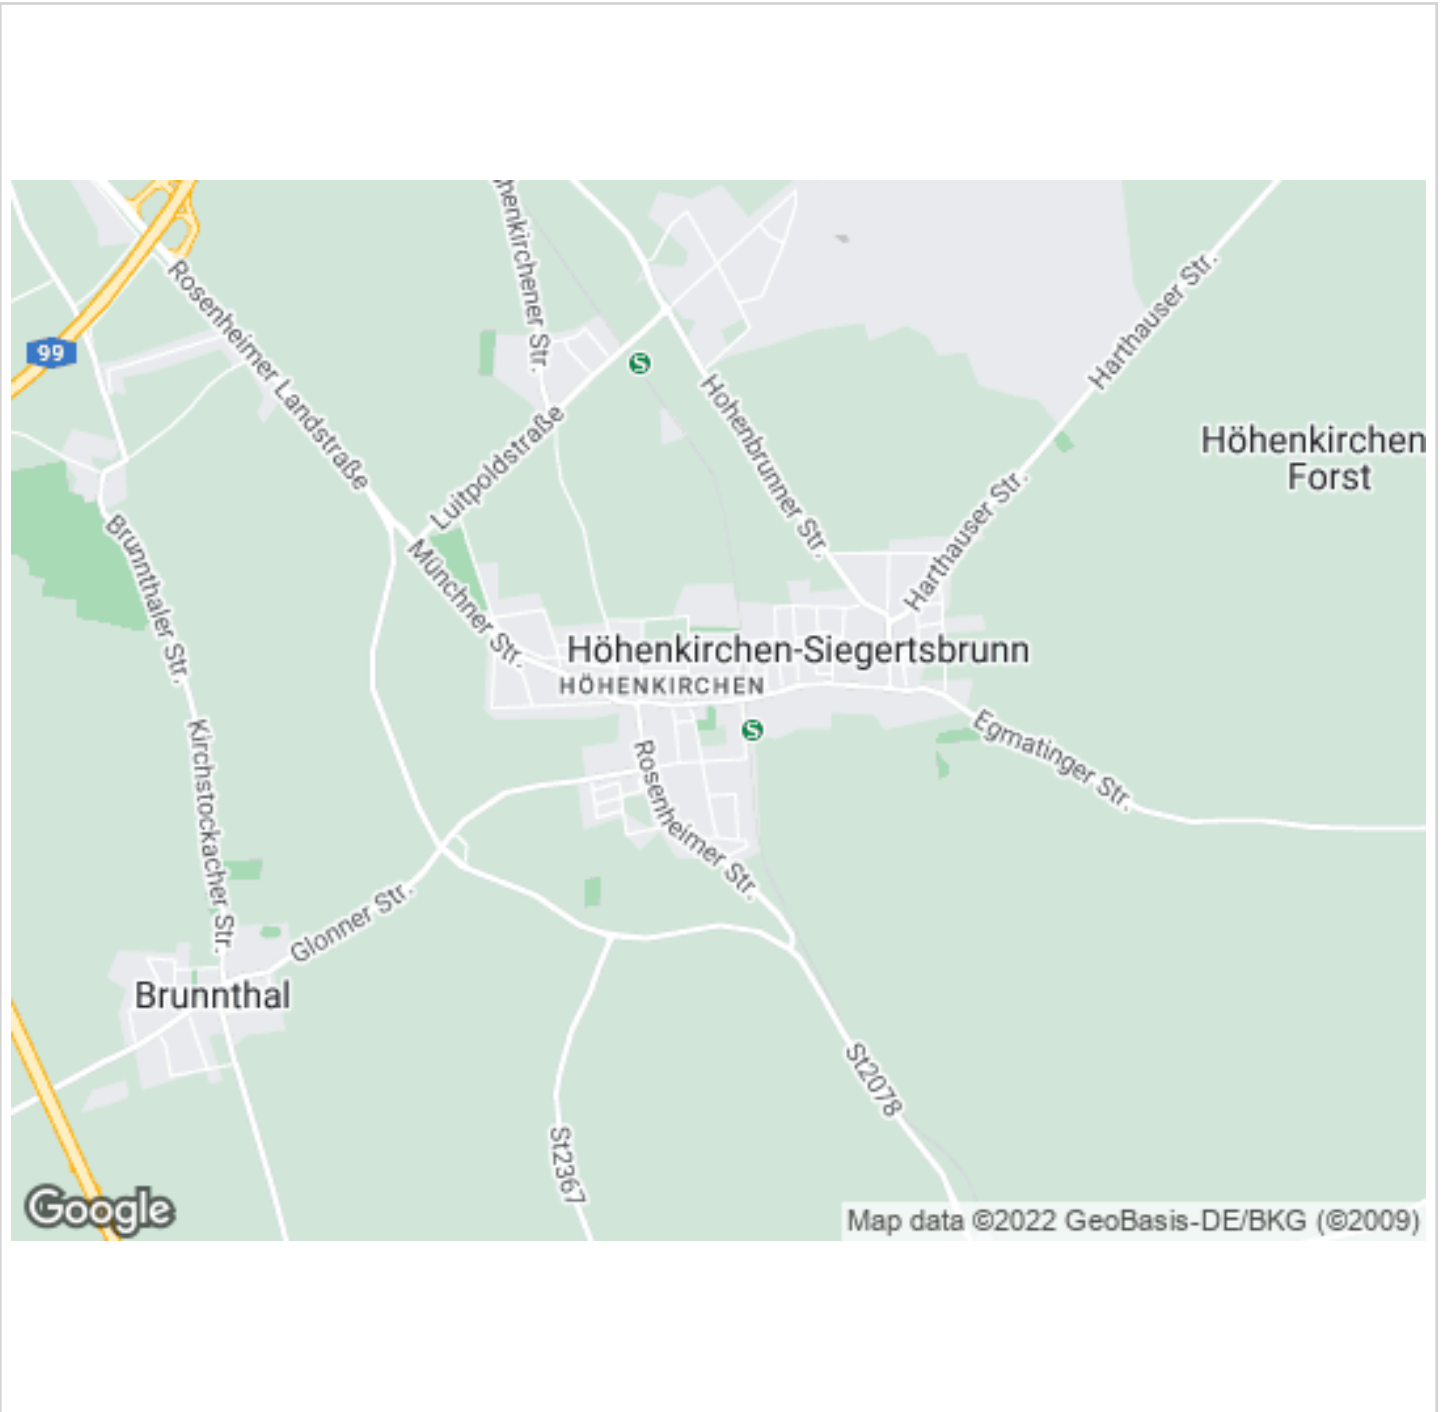 henkirchener Str.
Rosenheimer Landstraße
99
S
Harthauser Str.
Hohenbrunner Str.
Luitpoldstraße
Höhenkirchen
Forst
Brunnthaler Str.
Münchner Str.
Harthauser Str.
Höhenkirchen-Siegertsbrunn
HÖHENKIRCHEN
S
Egmatinger Str.
Kirchstockacher Str.
Rosenheimer Str.
Glonner Str.
Brunnthal
St2078
St2367
Google
Map data ©2022 GeoBasis-DE/BKG (©2009)